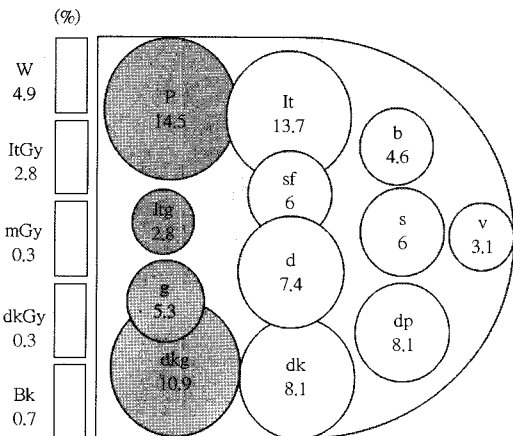 (%)
W
4.9
ltGy
2.8
mGy
0.3
dkGy
0.3
Bk
0.7
P
14.5
ltg
2.8
g
5.3
dkg
10.9
lt
13.7
sf
6
d
7.4
dk
8.1
b
4.6
s
6
dp
8.1
v
3.1